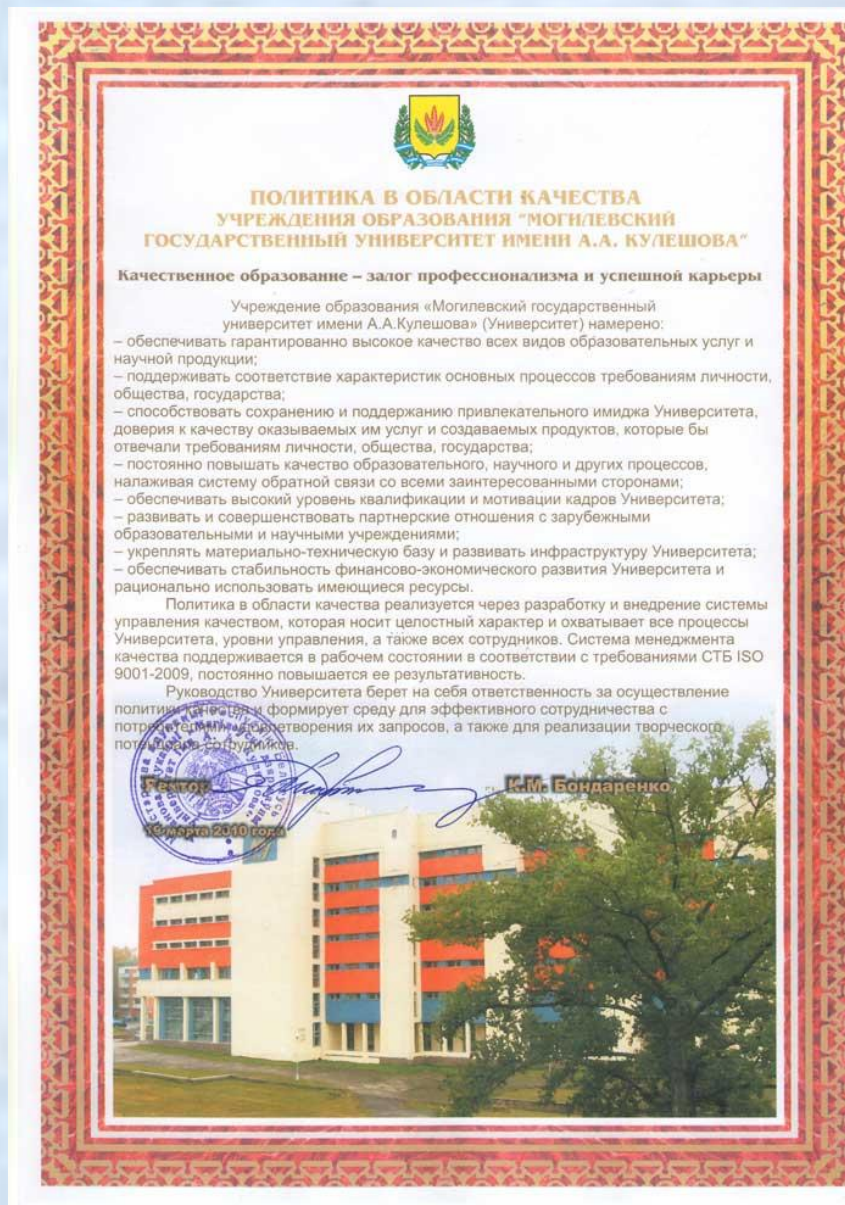 ПОЛИТИКА В ОБЛАСТИ КАЧЕСТВА
УЧРЕЖДЕНИЯ ОБРАЗОВАНИЯ "МОГИЛЕВСКИЙ
ГОСУДАРСТВЕННЫЙ УНИВЕРСИТЕТ ИМЕНИ А.А. КУЛЕШОВА"
Качественное образование – залог профессионализма и успешной карьеры
Учреждение образования «Могилевский государственный
университет имени А.А.Кулешова» (Университет) намерено:
– обеспечивать гарантированно высокое качество всех видов образовательных услуг и
научной продукции;
– поддерживать соответствие характеристик основных процессов требованиям личности,
общества, государства;
– способствовать сохранению и поддержанию привлекательного имиджа Университета,
доверия к качеству оказываемых им услуг и создаваемых продуктов, которые бы
отвечали требованиям личности, общества, государства;
– постоянно повышать качество образовательного, научного и других процессов,
налаживая систему обратной связи со всеми заинтересованными сторонами;
– обеспечивать высокий уровень квалификации и мотивации кадров Университета;
– развивать и совершенствовать партнерские отношения с зарубежными
образовательными и научными учреждениями;
– укреплять материально-техническую базу и развивать инфраструктуру Университета;
– обеспечивать стабильность финансово-экономического развития Университета и
рационально использовать имеющиеся ресурсы.
Политика в области качества реализуется через разработку и внедрение системы
управления качеством, которая носит целостный характер и охватывает все процессы
Университета, уровни управления, а также всех сотрудников. Система менеджмента
качества поддерживается в рабочем состоянии в соответствии с требованиями СТБ ISO
9001-2009, постоянно повышается ее результативность.
Руководство Университета берет на себя ответственность за осуществление
политики качества и формирует среду для эффективного сотрудничества с
потребителями, удовлетворения их запросов, а также для реализации творческого
потенциала сотрудников.
Ректор К.М. Бондаренко
19 марта 2010 года